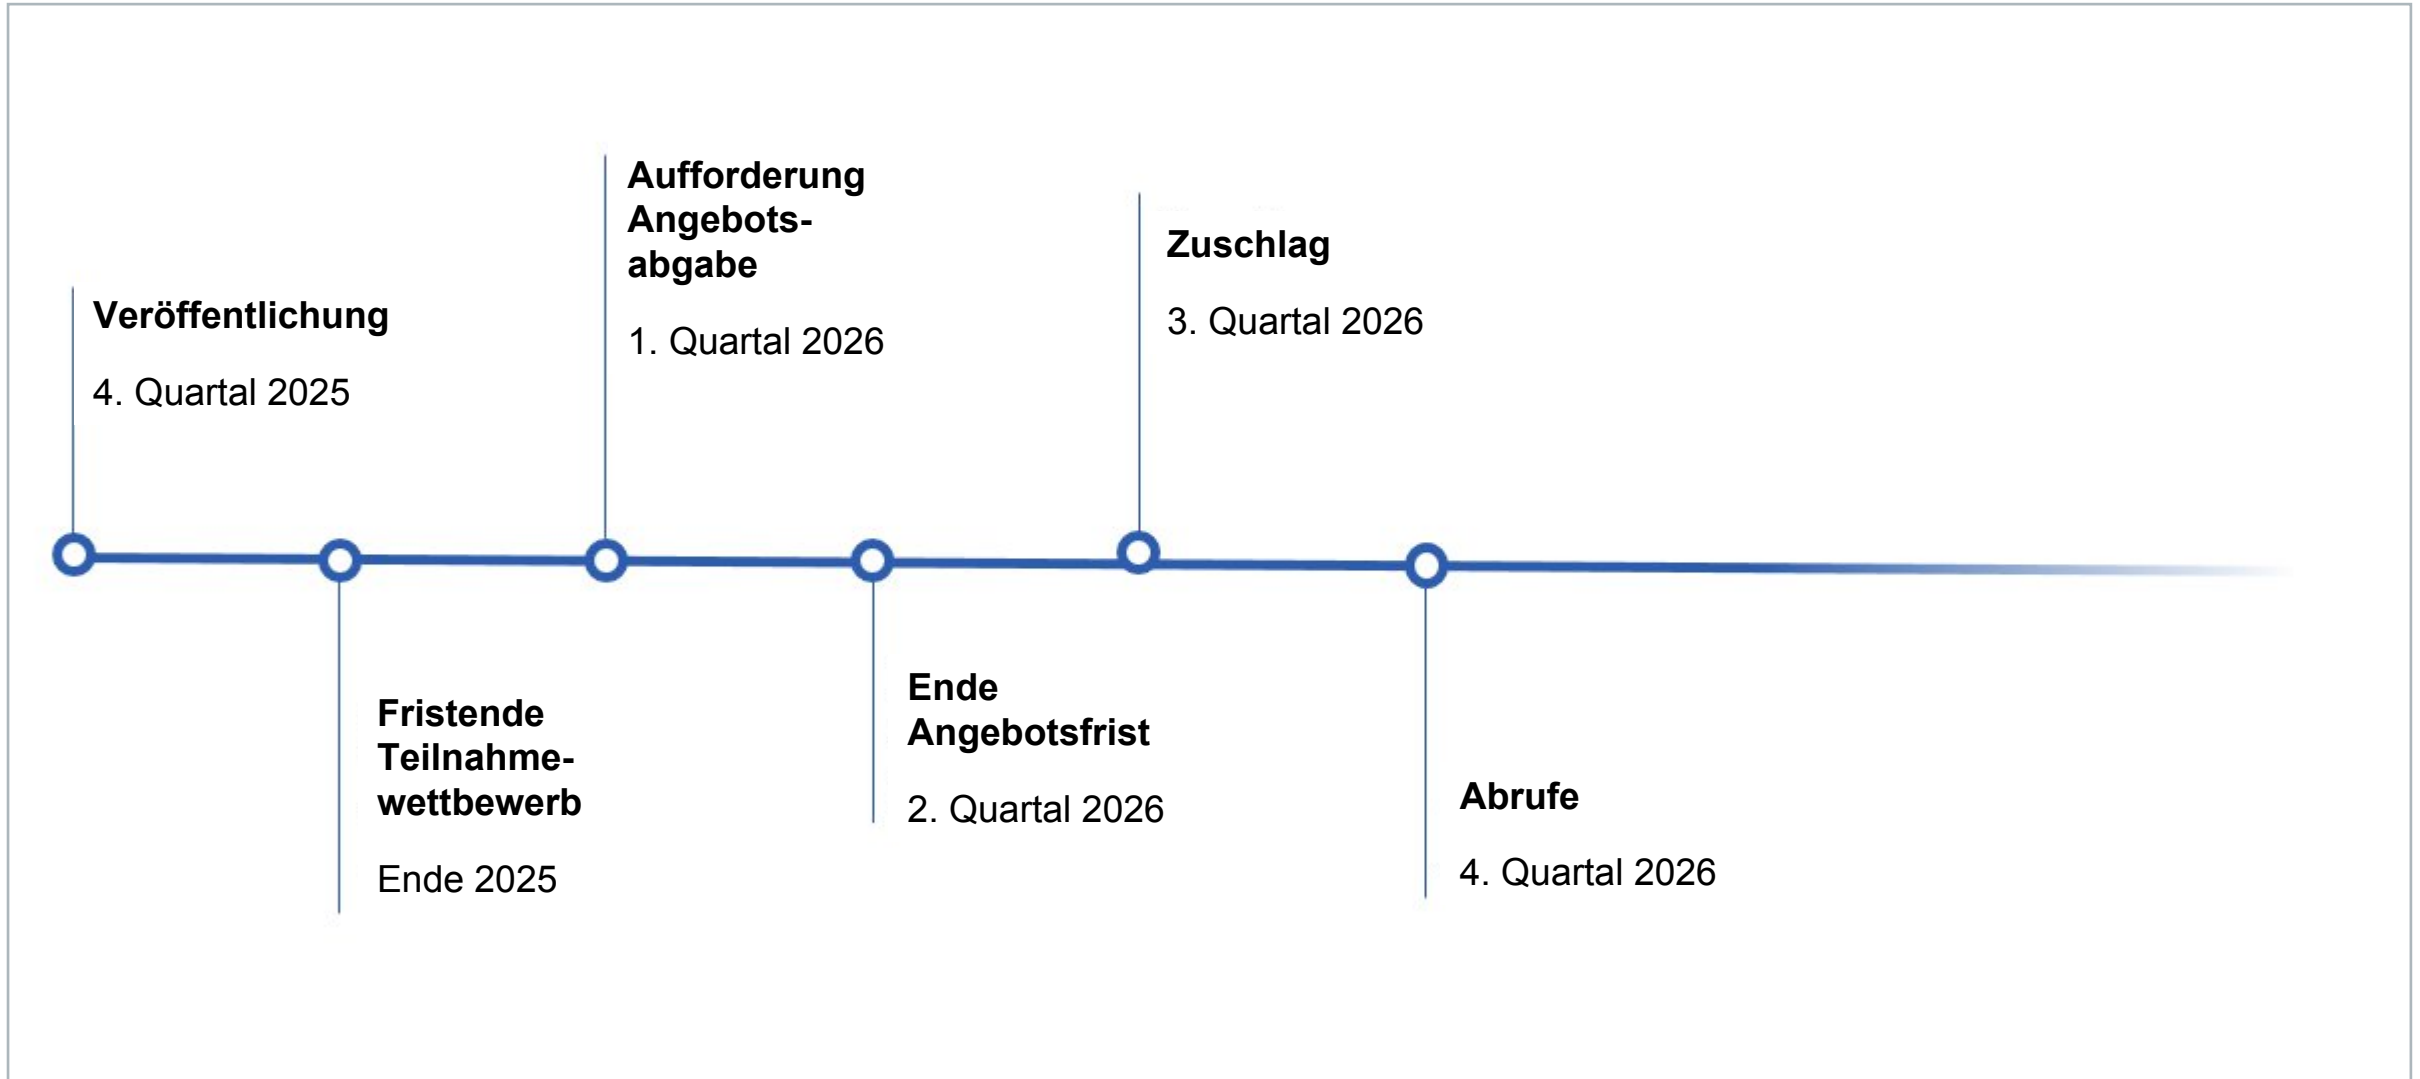 Veröffentlichung
4. Quartal 2025
Fristende
Teilnahme-
wettbewerb
Ende 2025
Aufforderung
Angebots-
abgabe
1. Quartal 2026
Ende
Angebotsfrist
2. Quartal 2026
Zuschlag
3. Quartal 2026
Abrufe
4. Quartal 2026